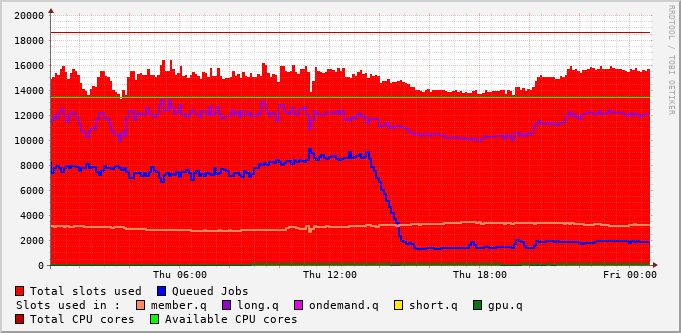 RRDTOOL / TOBI OETIKER
20000
18000
16000
14000
12000
10000
8000
6000
4000
2000
0
Thu 06:00 Thu 12:00 Thu 18:00 Fri 00:00
Total slots used Queued Jobs
Slots used in : member.q long.q ondemand.q short.q gpu.q
Total CPU cores Available CPU cores